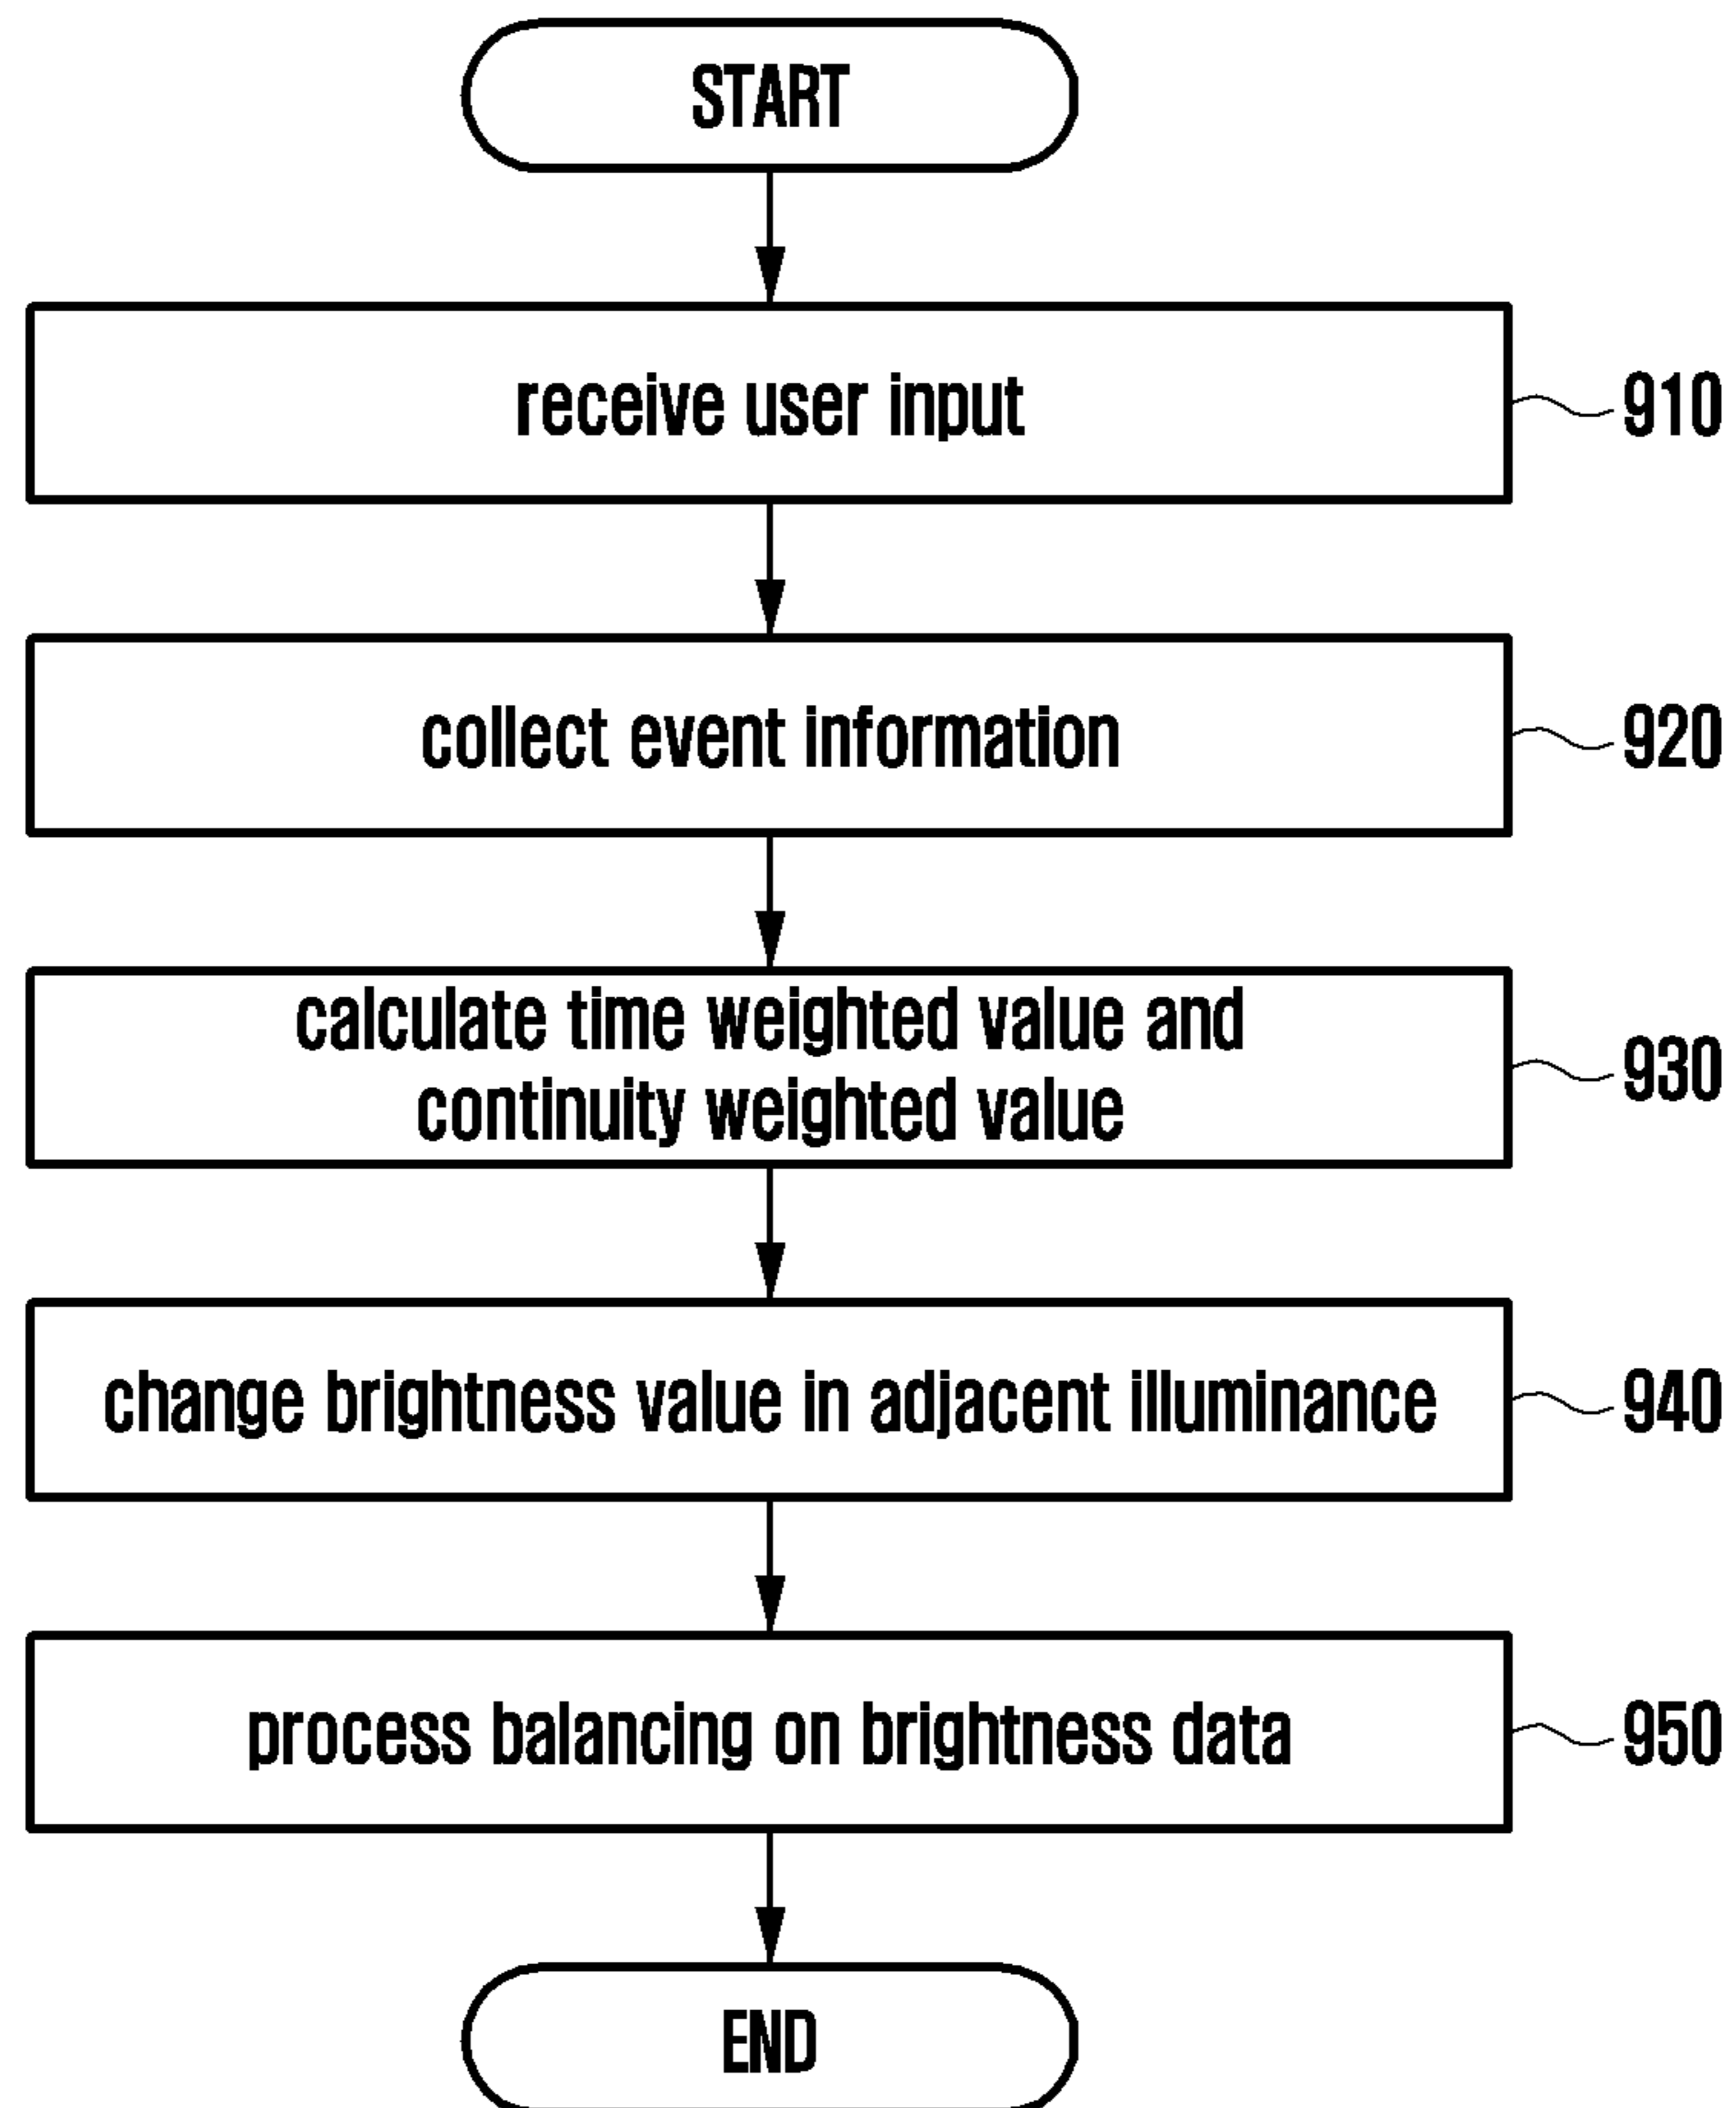 START
receive user input
910
collect event information
920
calculate time weighted value and
continuity weighted value
930
change brightness value in adjacent illuminance
940
process balancing on brightness data
950
END